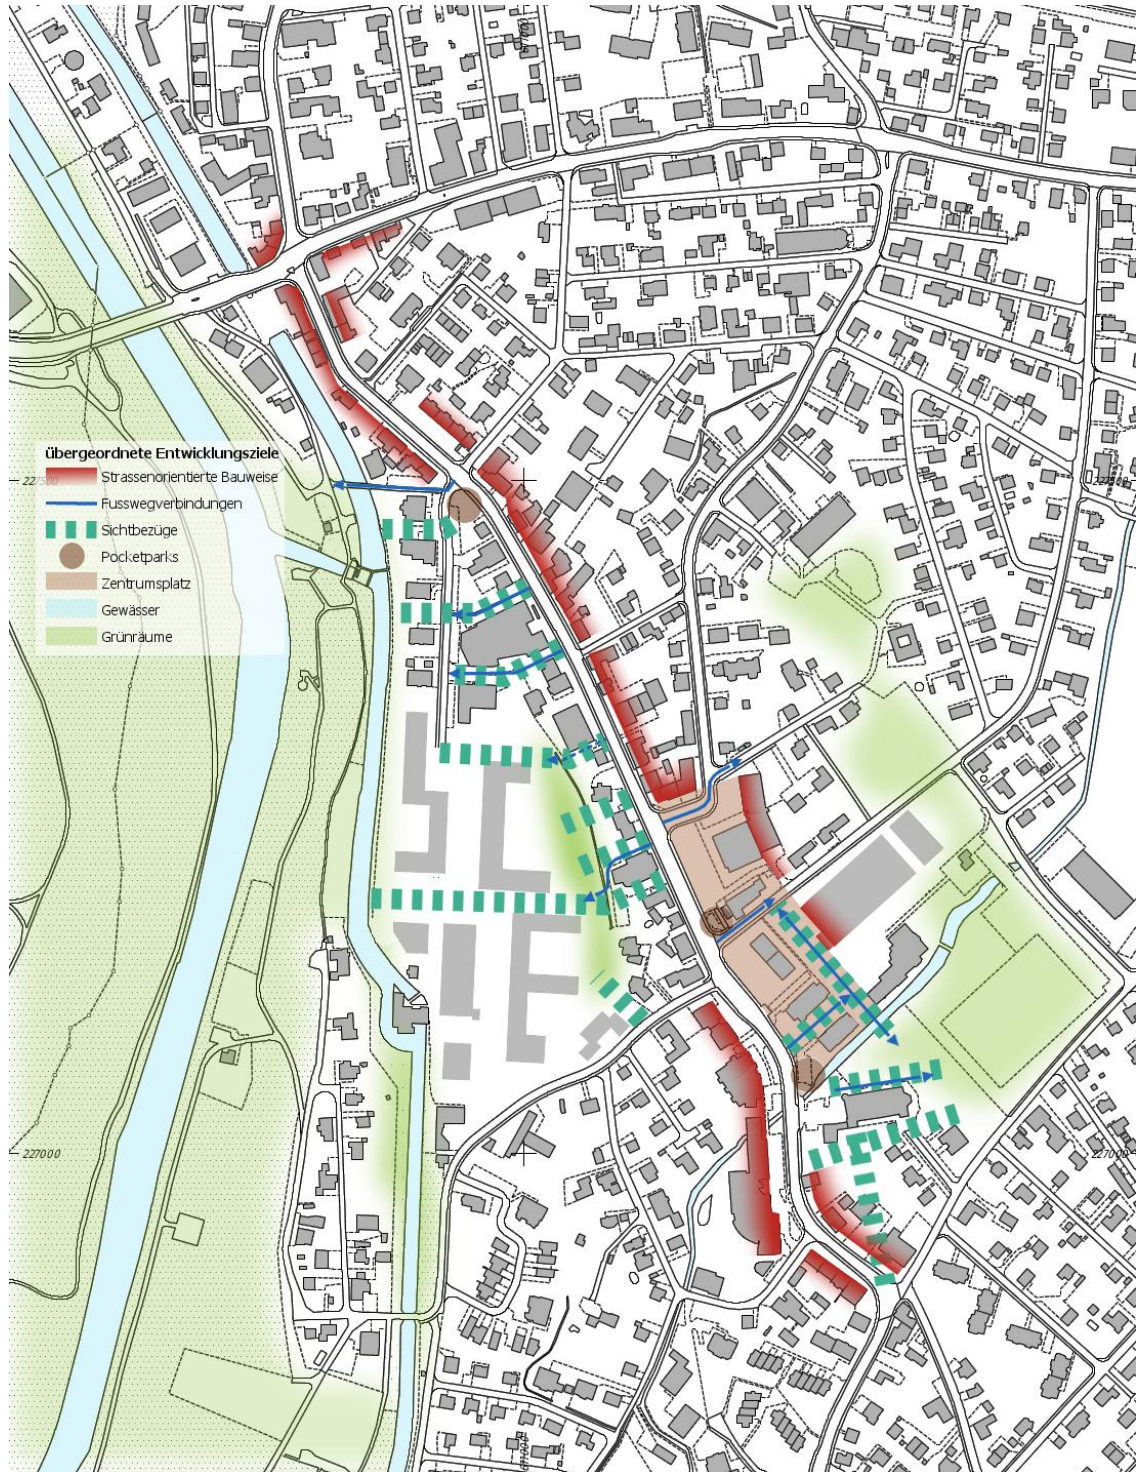 übergeordnete Entwicklungsziele
Strassenorientierte Bauweise
227500
227500
Fusswegverbindungen
Sichtbezüge
Pocketparks
Zentrumsplatz
Gewässer
Grünräume
227000
227000